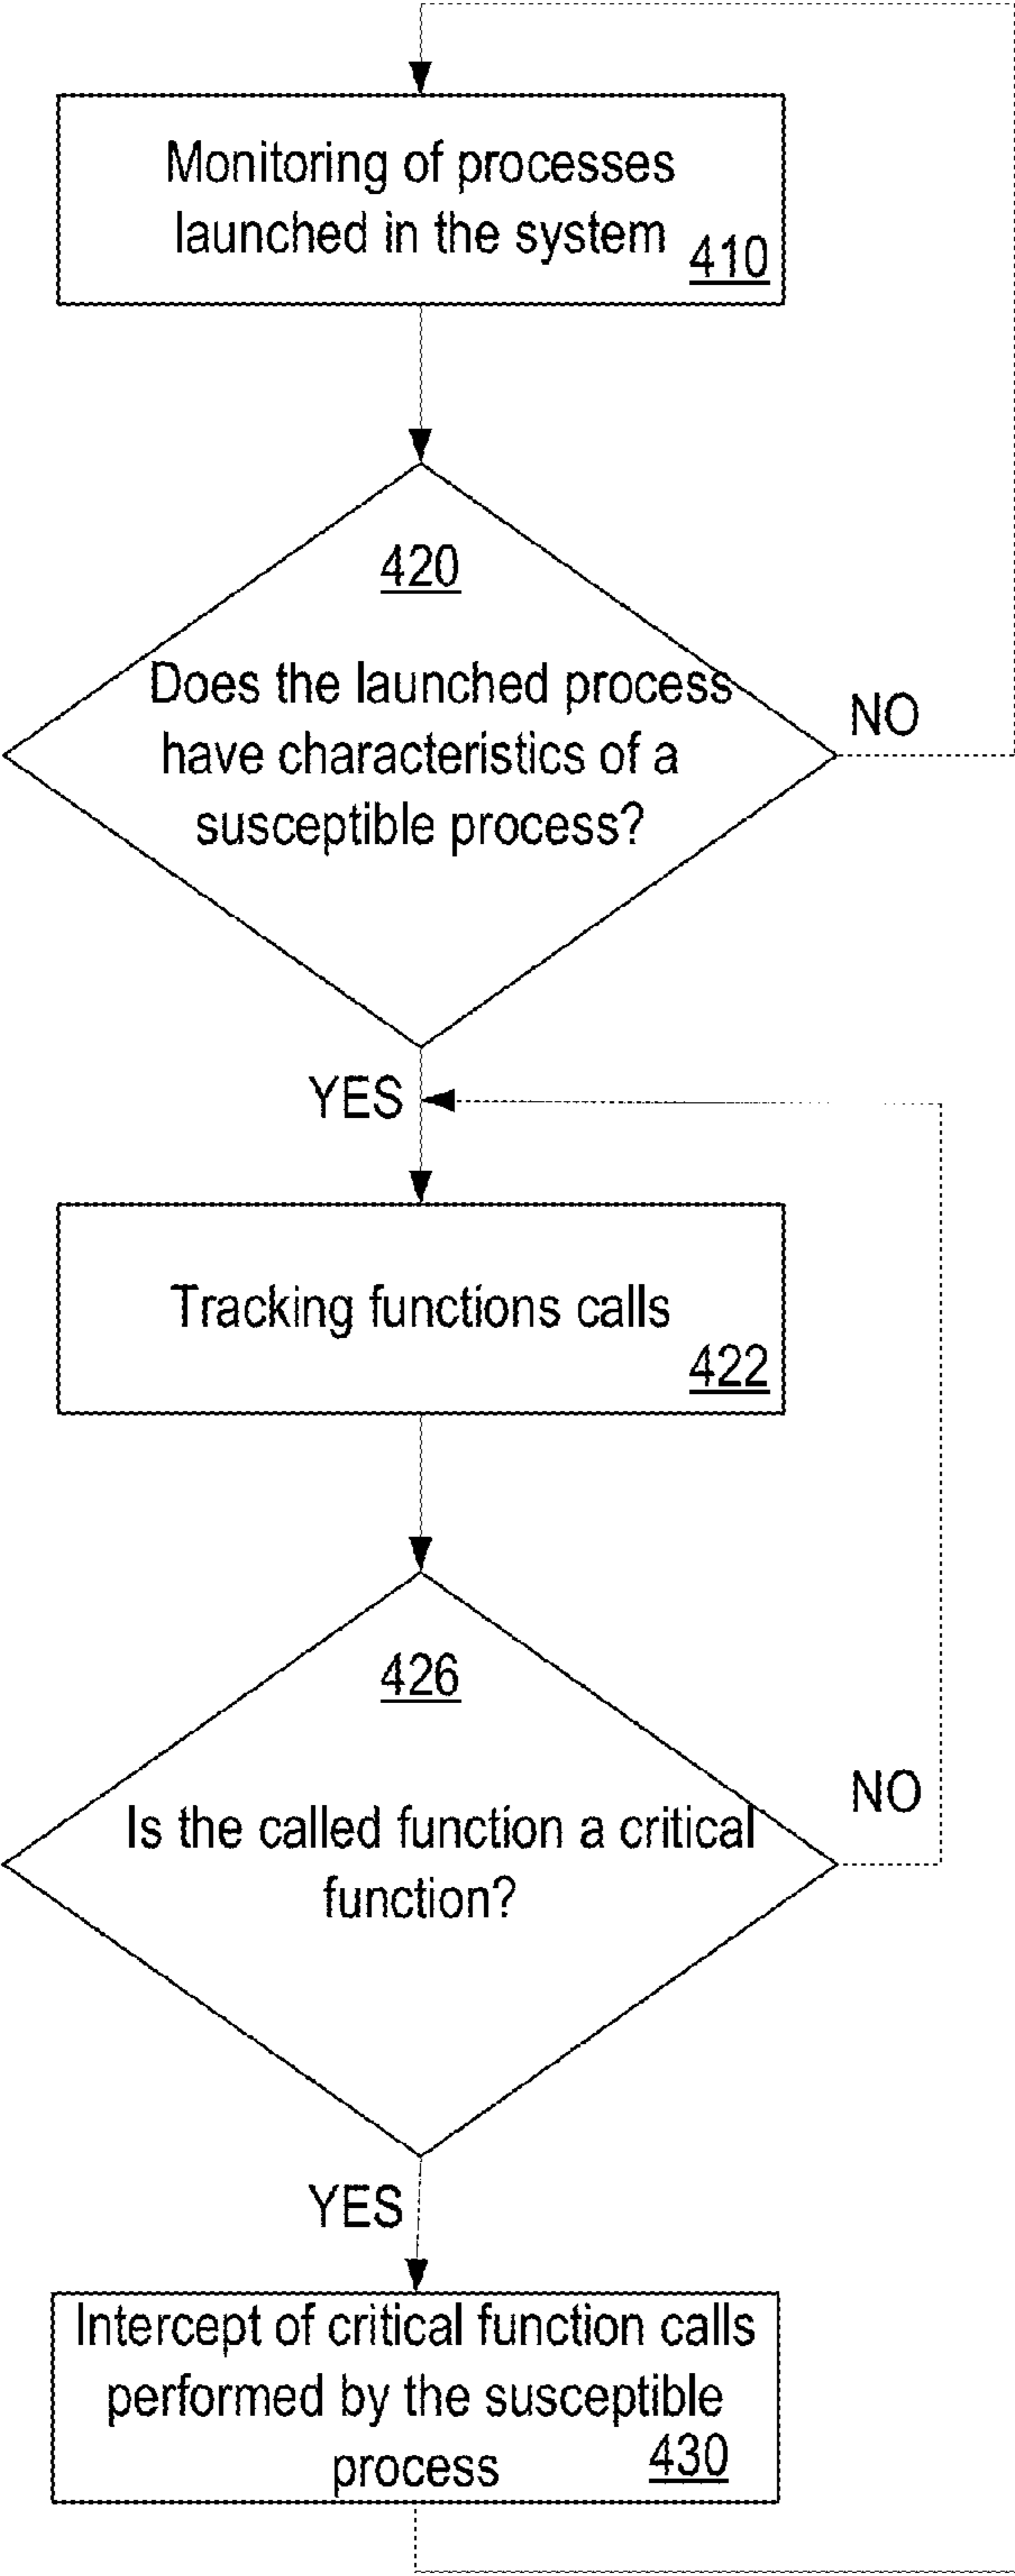 Monitoring of processes
launched in the system
410
420
Does the launched process
have characteristics of a
susceptible process?
NO
YES
Tracking functions calls
422
426
Is the called function a critical
function?
NO
YES
Intercept of critical function calls
performed by the susceptible
process
430